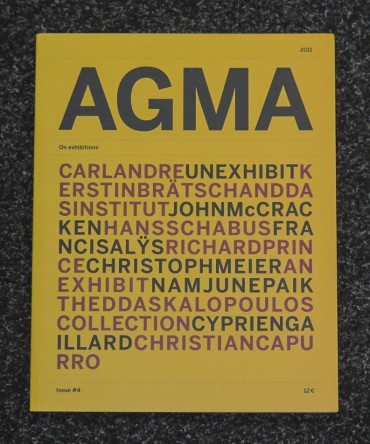 2011
AGMA
On exhibitions
CARLANDREUNEXHIBITK
ERSTINBRÄTSCHANDDA
SINSTITUTJOHNMcCRAC
KENHANSSCHABUSFRA
NCISALŸSRICHARDPRIN
CECHRISTOPHMEIERAN
EXHIBITNAMJUNEPAIK
THEDDASKALOPOULOS
COLLECTIONCYPRIENGA
ILLARDCHRISTIANCAPU
RRO
Issue #4
12 €